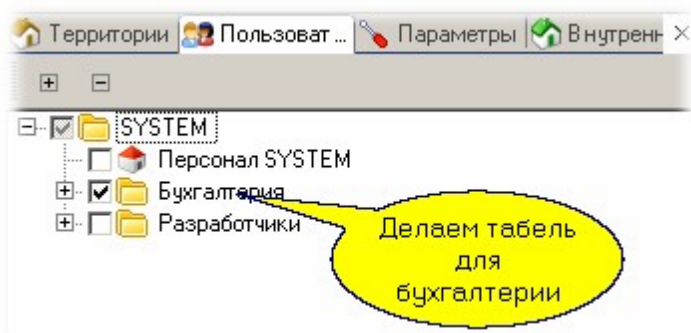 Территории Пользоват ... Параметры Внутренн
SYSTEM
Персонал SYSTEM
Бухгалтерия
Разработчики
Делаем табель
для
бухгалтерии